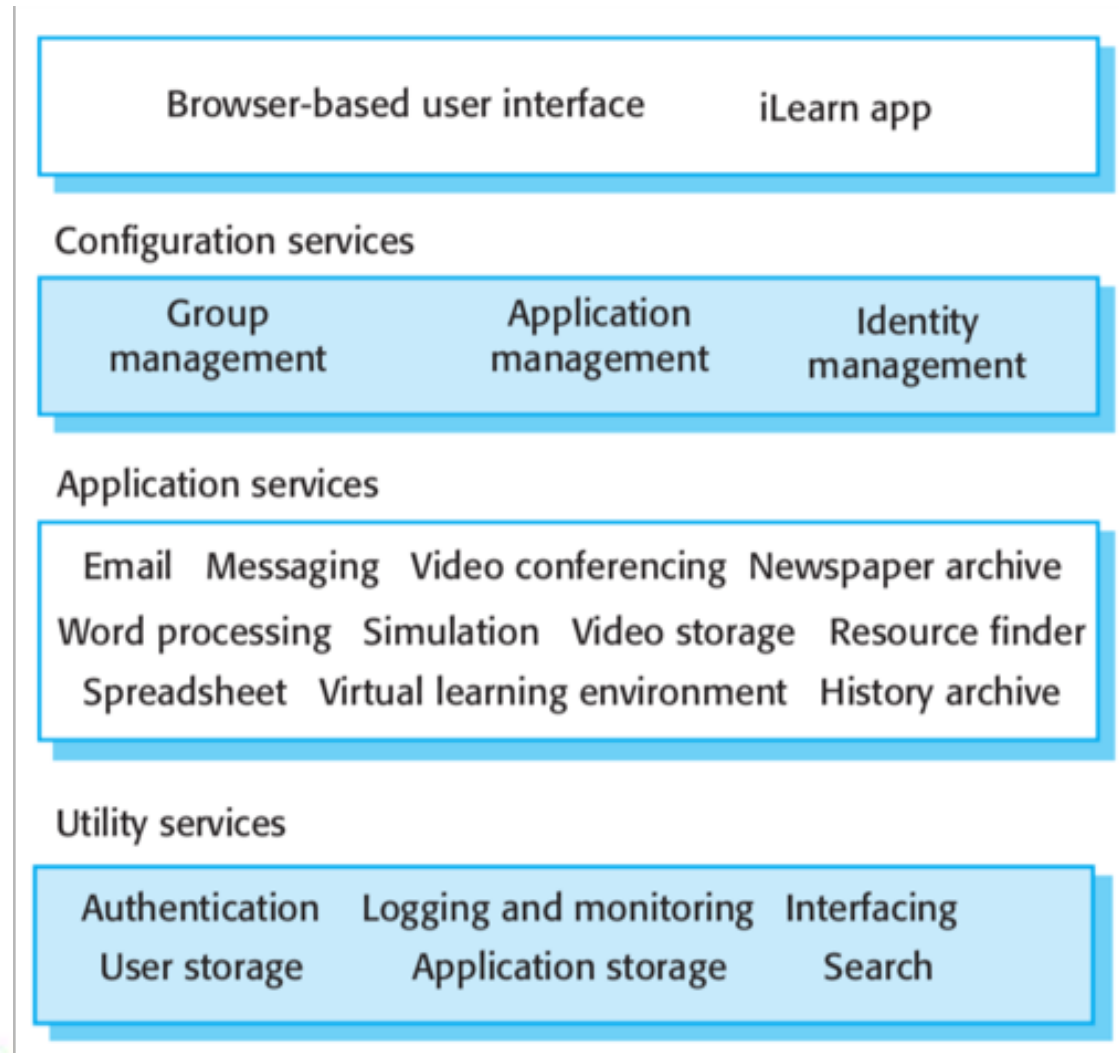 Browser-based user interface iLearn app
Configuration services
Group management Application management Identity management
Application services
Email Messaging Video conferencing Newspaper archive
Word processing Simulation Video storage Resource finder
Spreadsheet Virtual learning environment History archive
Utility services
Authentication Logging and monitoring Interfacing
User storage Application storage Search